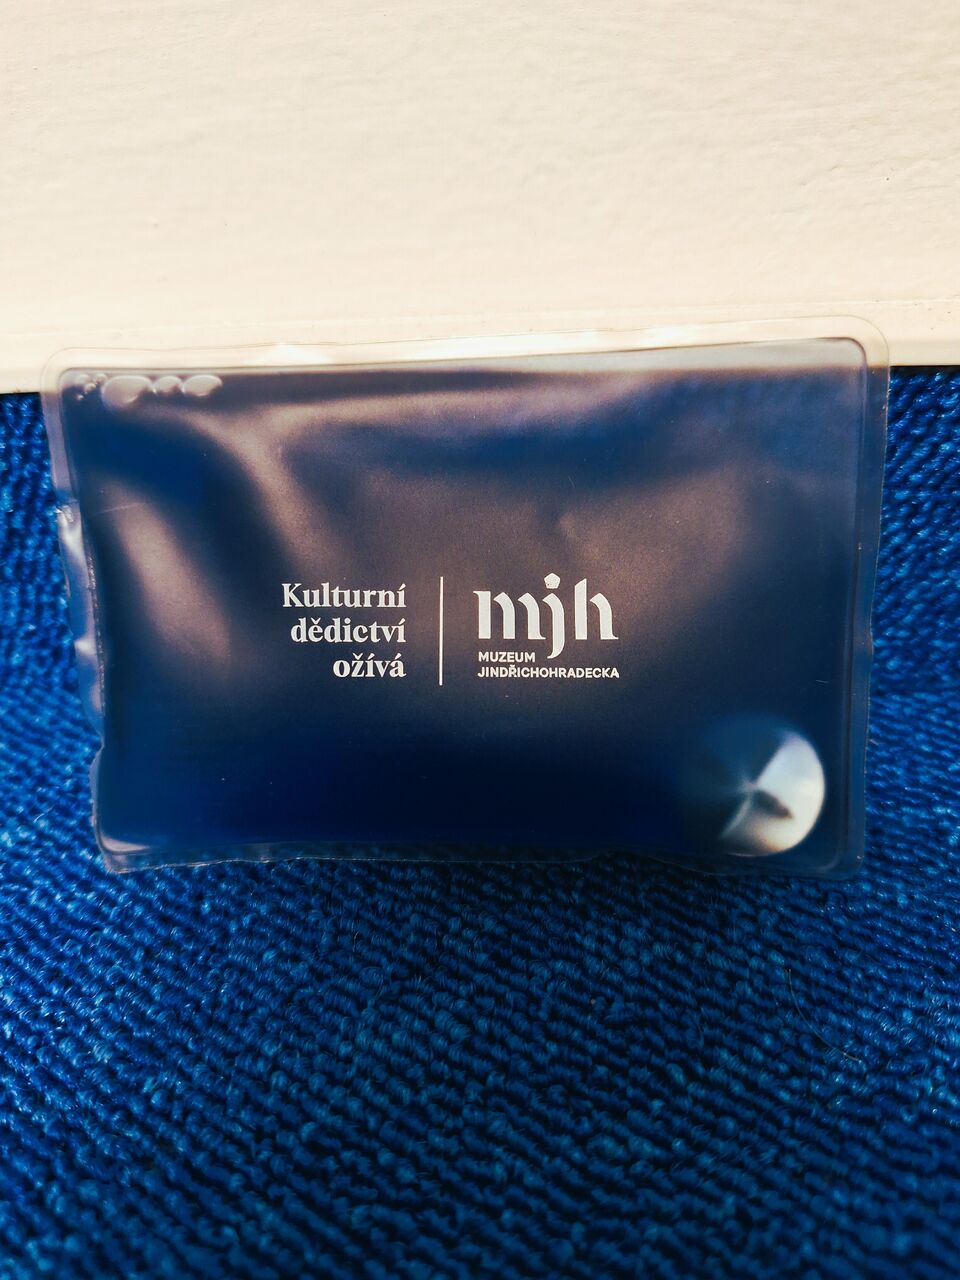 Kulturní
dědictví
ožívá
mjh
MUZEUM
JINDŘICHOHRADECKA